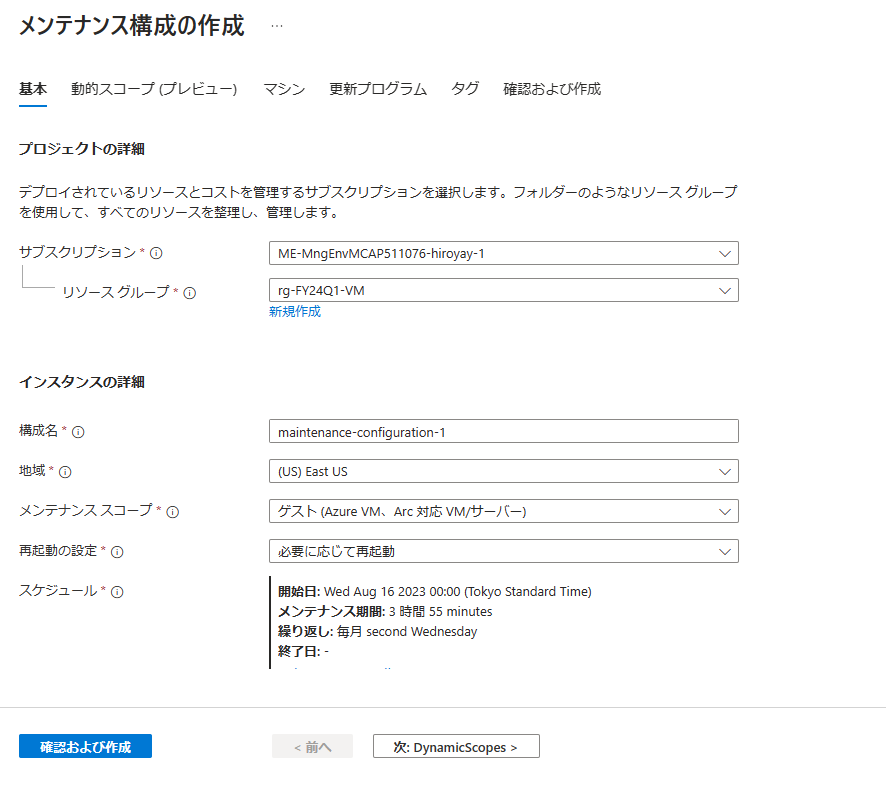 メンテナンス構成の作成 ...
基本 動的スコープ (プレビュー) マシン 更新プログラム タグ 確認および作成
プロジェクトの詳細
デプロイされているリソースとコストを管理するサブスクリプションを選択します。フォルダーのようなリソース グループ
を使用して、すべてのリソースを整理し、管理します。
サブスクリプション * ME-MngEnvMCAP511076-hiroyay-1
リソース グループ * rg-FY24Q1-VM
新規作成
インスタンスの詳細
構成名 * maintenance-configuration-1
地域 * (US) East US
メンテナンス スコープ * ゲスト (Azure VM、Arc 対応 VM/サーバー)
再起動の設定 * 必要に応じて再起動
スケジュール * 開始日: Wed Aug 16 2023 00:00 (Tokyo Standard Time)
メンテナンス期間: 3 時間 55 minutes
繰り返し: 毎月 second Wednesday
終了日: -
確認および作成 < 前へ 次: DynamicScopes >